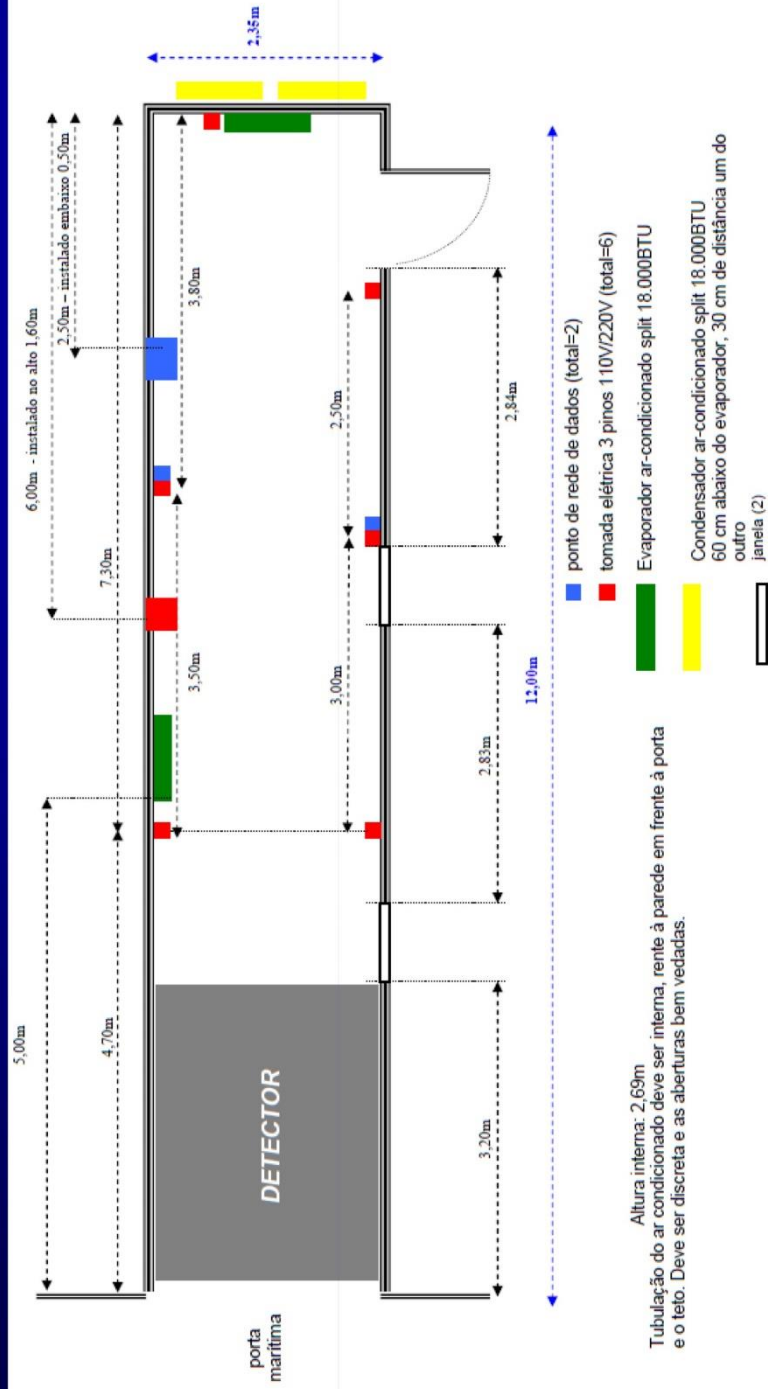 6,00m - instalado no alto 1,60m
2,50m – instalado embaixo 0,50m
5,00m
7,30m
4,70m
3,80m
3,50m
2,35m
porta
marítima
DETECTOR
2,50m
3,00m
3,20m
2,83m
2,84m
12,00m
Altura interna: 2,69m
Tubulação do ar condicionado deve ser interna, rente à parede em frente à porta
e o teto. Deve ser discreta e as aberturas bem vedadas.
ponto de rede de dados (total=2)
tomada elétrica 3 pinos 110V/220V (total=6)
Evaporador ar-condicionado split 18.000BTU
Condensador ar-condicionado split 18.000BTU
60 cm abaixo do evaporador, 30 cm de distância um do
outro
janela (2)